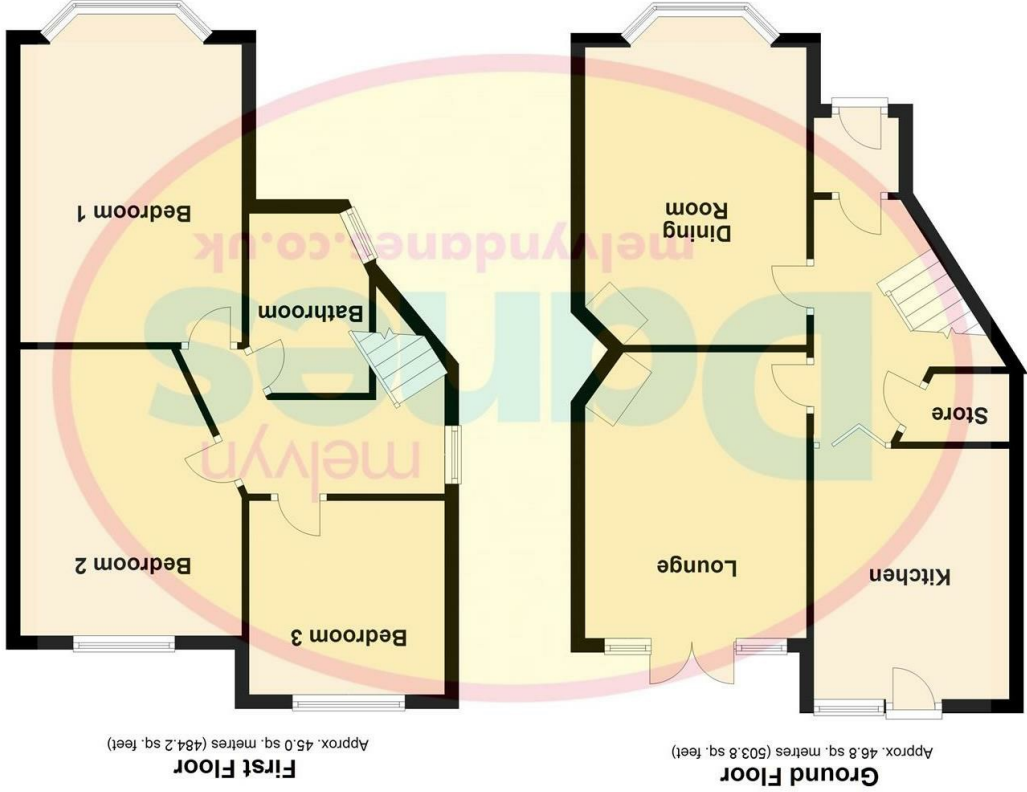 Ground Floor
Approx. 46.8 sq. metres (503.8 sq. feet)
Kitchen
Lounge
Store
Dining
Room
First Floor
Approx. 45.0 sq. metres (484.2 sq. feet)
Bedroom 3
Bedroom 2
Bathroom
Bedroom 1
melvyn
Danes
melvyndanes.co.uk